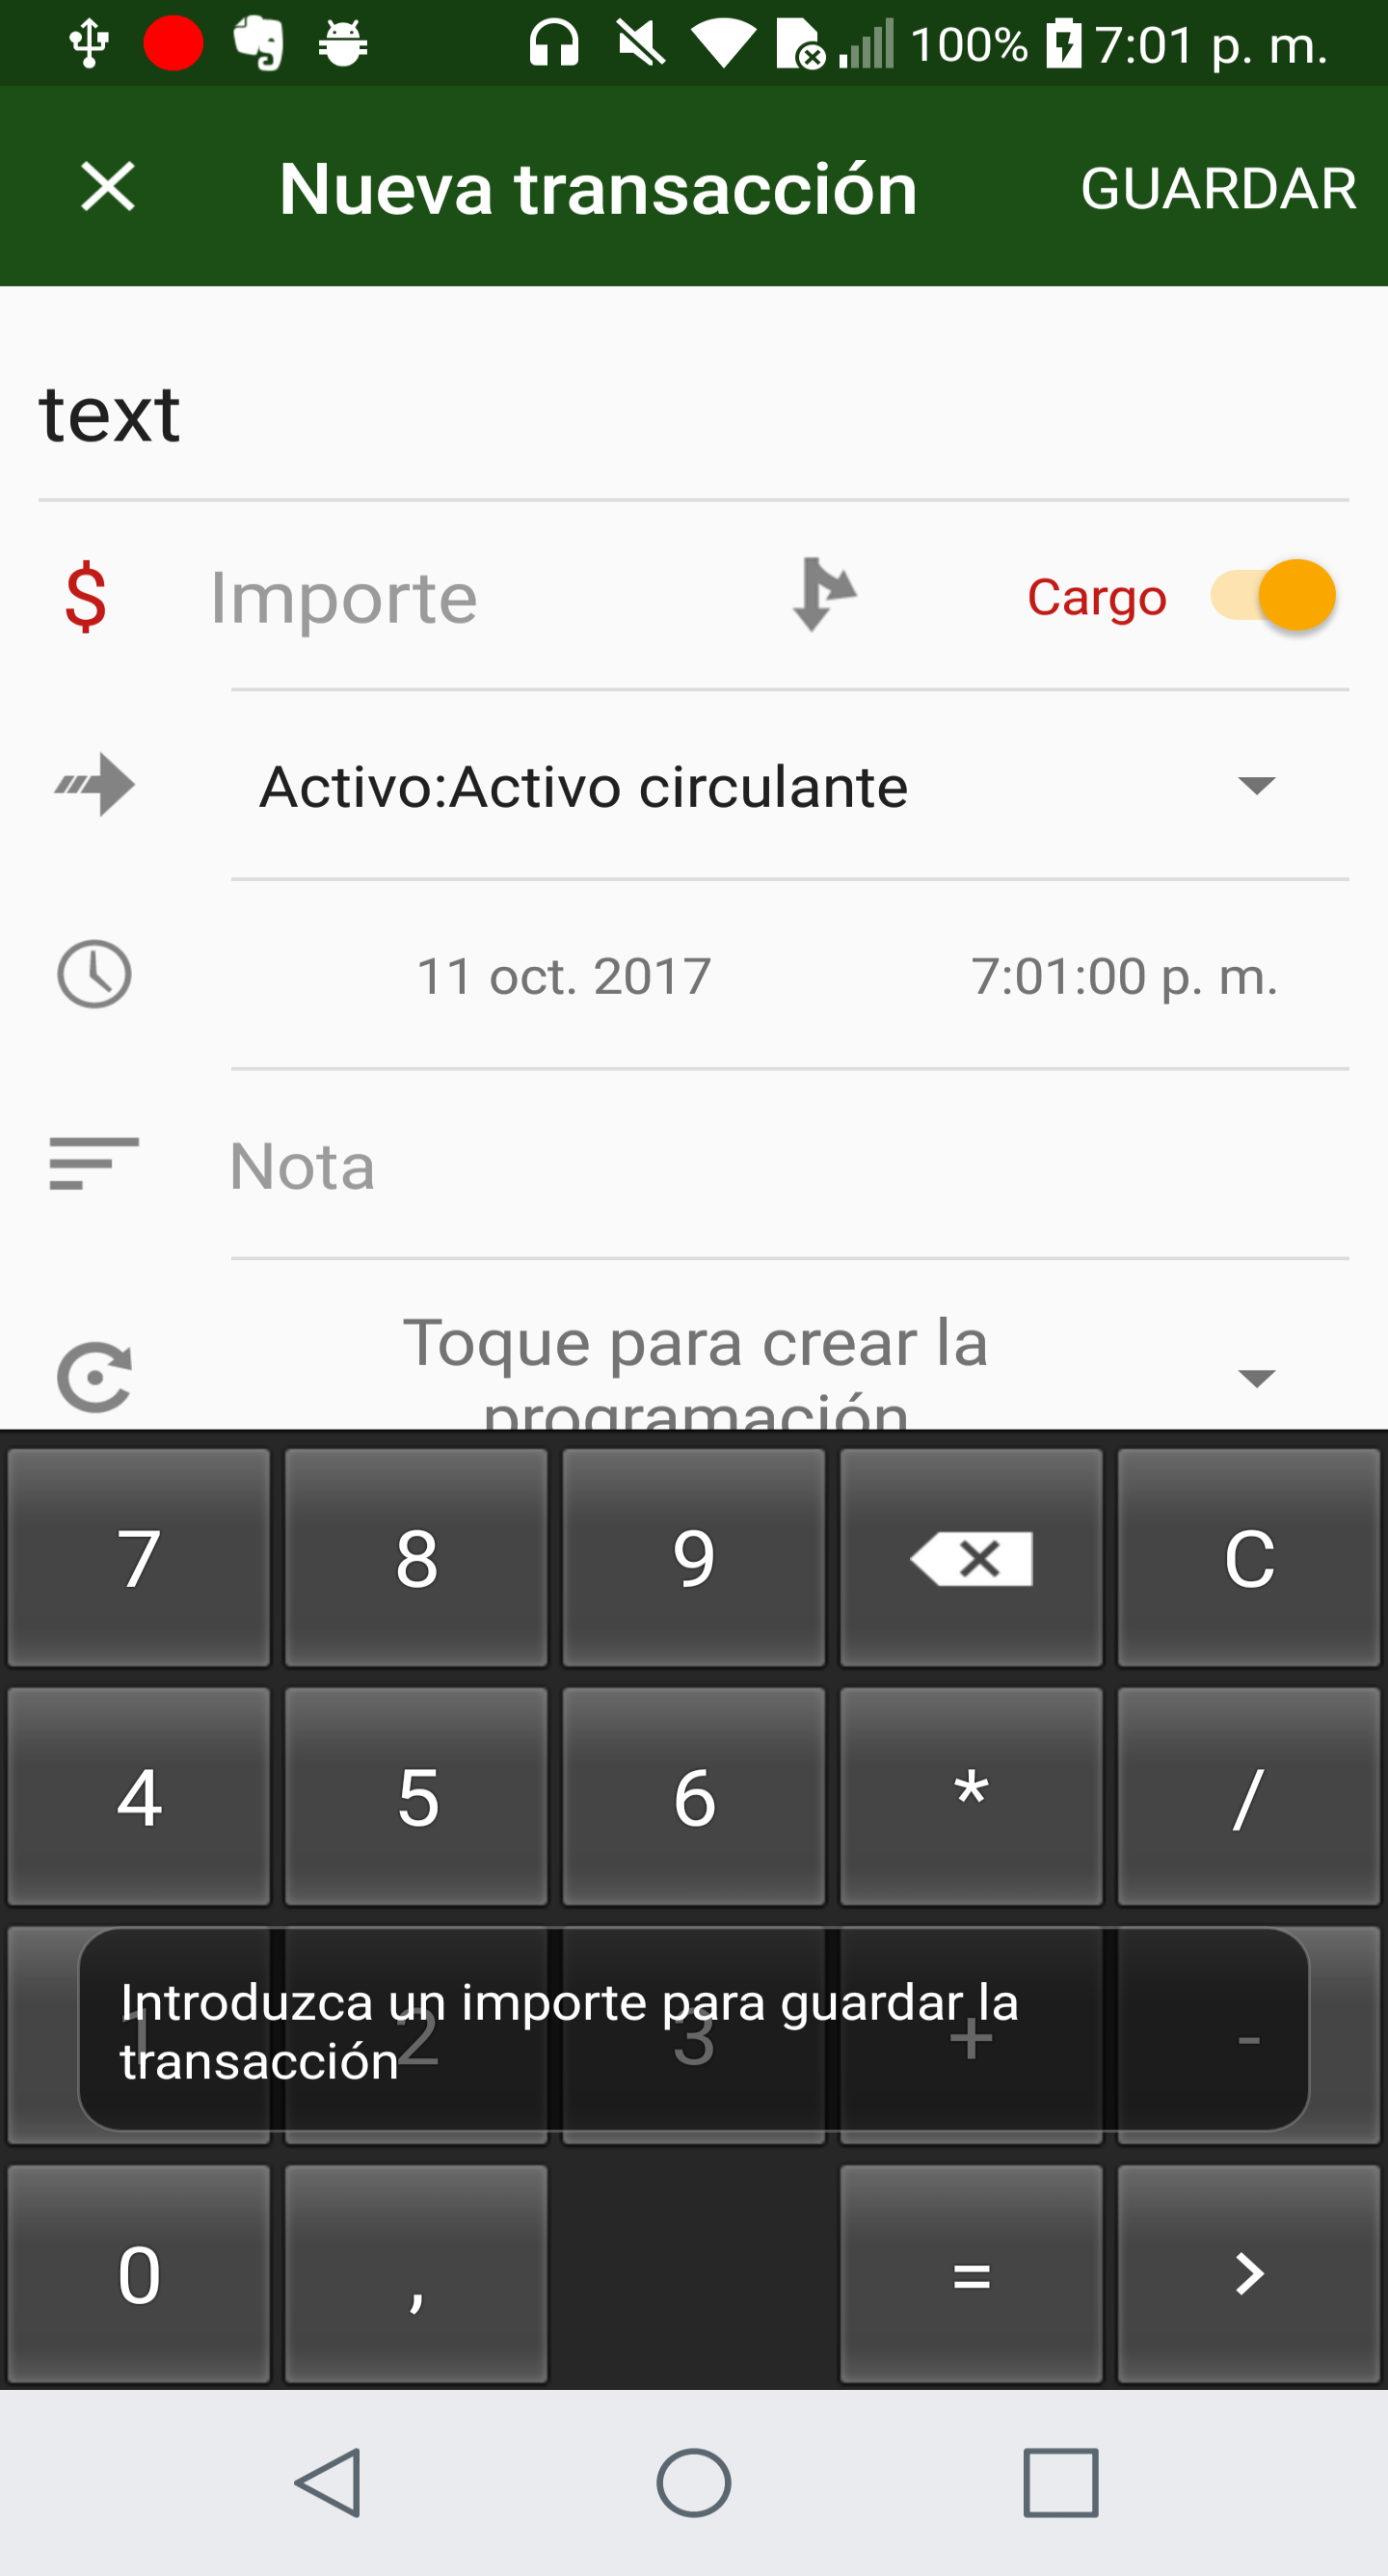 100% 7:01 p. m.
Nueva transacción GUARDAR
text
$ Importe Cargo
Activo:Activo circulante
11 oct. 2017 7:01:00 p. m.
Nota
Toque para crear la
programación
7 8 9 C
4 5 6 * /
1 2 3 + -
Introduzca un importe para guardar la
transacción
0 , = >